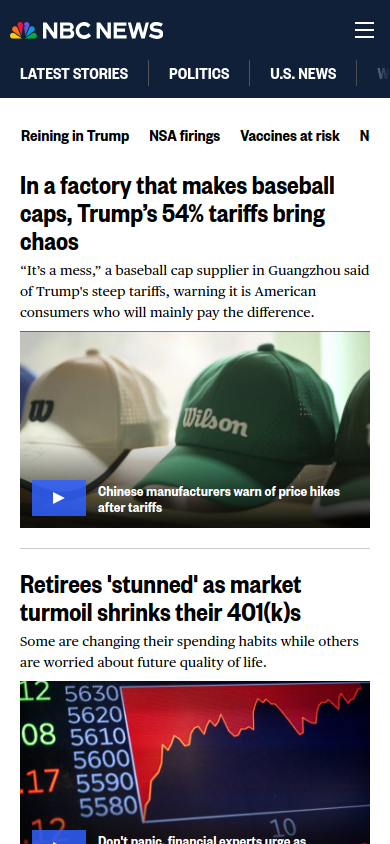 NBC NEWS
LATEST STORIES POLITICS U.S. NEWS W
Reining in Trump NSA firings Vaccines at risk N
In a factory that makes baseball
caps, Trump’s 54% tariffs bring
chaos
“It’s a mess,” a baseball cap supplier in Guangzhou said
of Trump's steep tariffs, warning it is American
consumers who will mainly pay the difference.
W
Wilson
Chinese manufacturers warn of price hikes
after tariffs
Retirees 'stunned' as market
turmoil shrinks their 401(k)s
Some are changing their spending habits while others
are worried about future quality of life.
12 5630
5620
08 5610
5600
.17 5590
5580
12 10
Don't panic, financial experts urge as